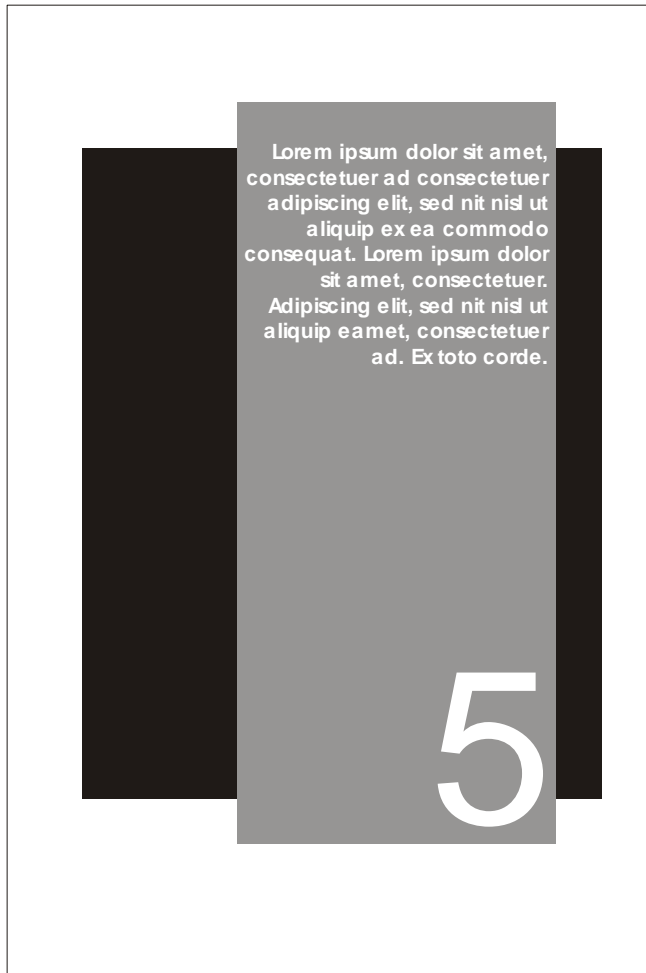 Lorem ipsum dolor sit amet,
consectetuer ad consectetuer
adipiscing elit, sed nit nisl ut
aliquip ex ea commodo
consequat. Lorem ipsum dolor
sit amet, consectetuer.
Adipiscing elit, sed nit nisl ut
aliquip eamet, consectetuer
ad. Ex toto corde.
5